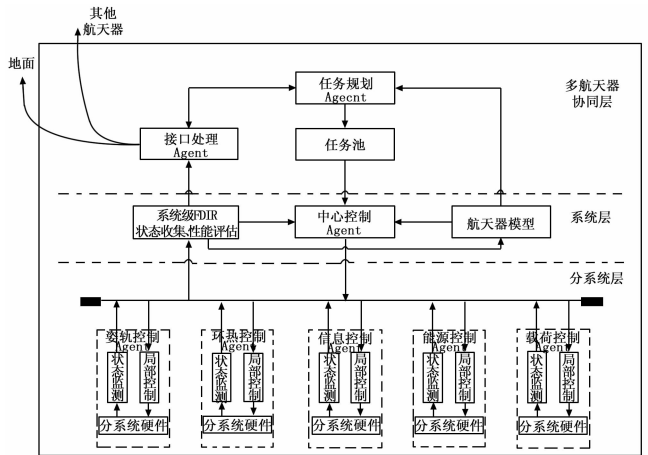 其他
航天器
地面
多航天器
协同层
任务规划
Agecnt
接口处理
Agent
任务池
系统级FDIR
状态收集、性能评估
中心控制
Agent
航天器模型
系统层
分系统层
姿轨控制
Agent
状态监测
局部控制
分系统硬件
环热控制
Agent
状态监测
局部控制
分系统硬件
信息控制
Agent
状态监测
局部控制
分系统硬件
能源控制
Agent
状态监测
局部控制
分系统硬件
载荷控制
Agent
状态监测
局部控制
分系统硬件